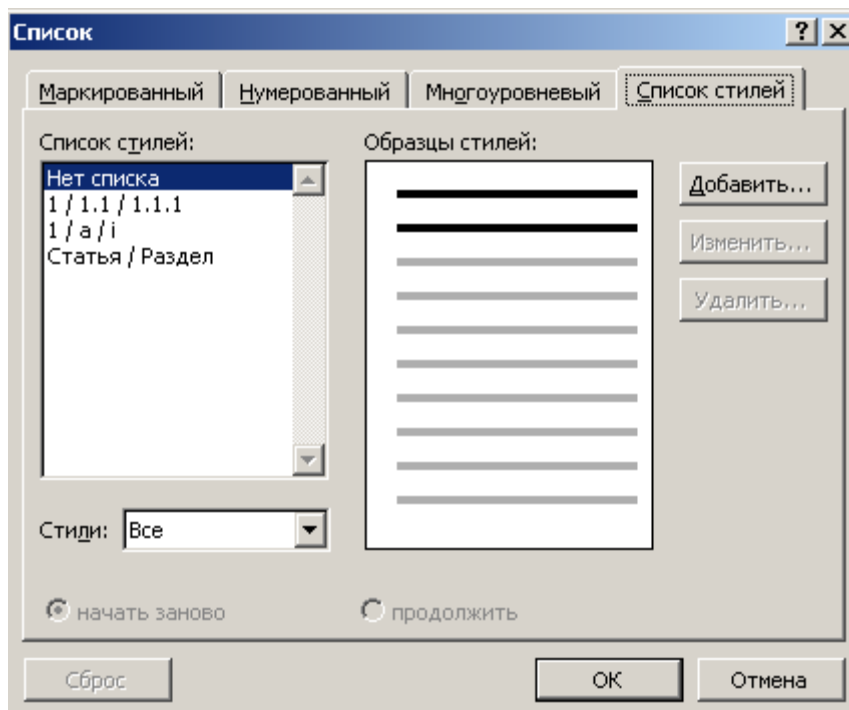 Список
Маркированный Нумерованный Многоуровневый Список стилей
Список стилей:
Нет списка
1 / 1.1 / 1.1.1
1 / a / i
Статья / Раздел
Образцы стилей:
Добавить...
Изменить...
Удалить...
Стили: Все
начать заново продолжить
Сброс ОК Отмена